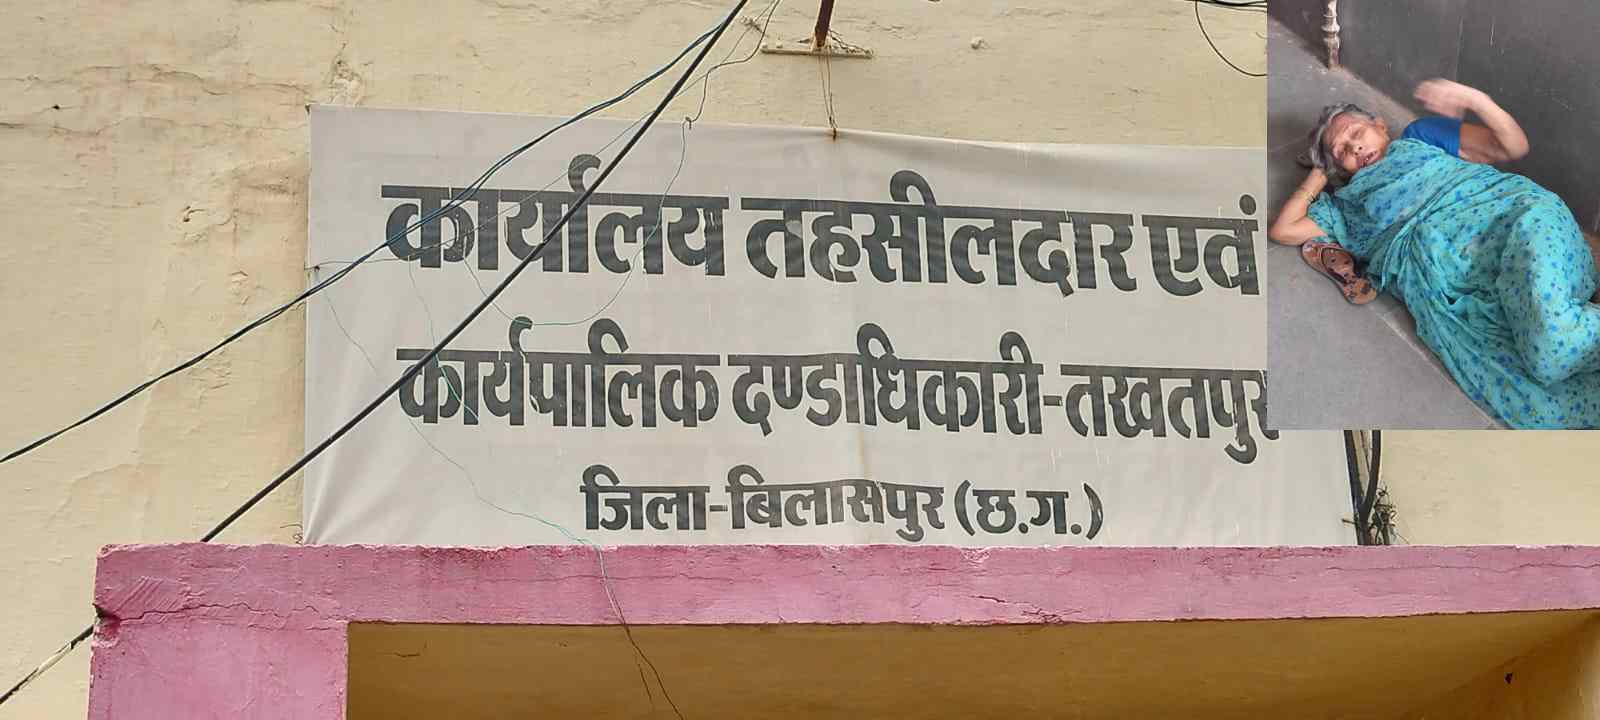 कार्यालय तहसीलदार एवं
कार्यपालिक दण्डाधिकारी-तखतपुर
जिला-बिलासपुर (छ.ग.)